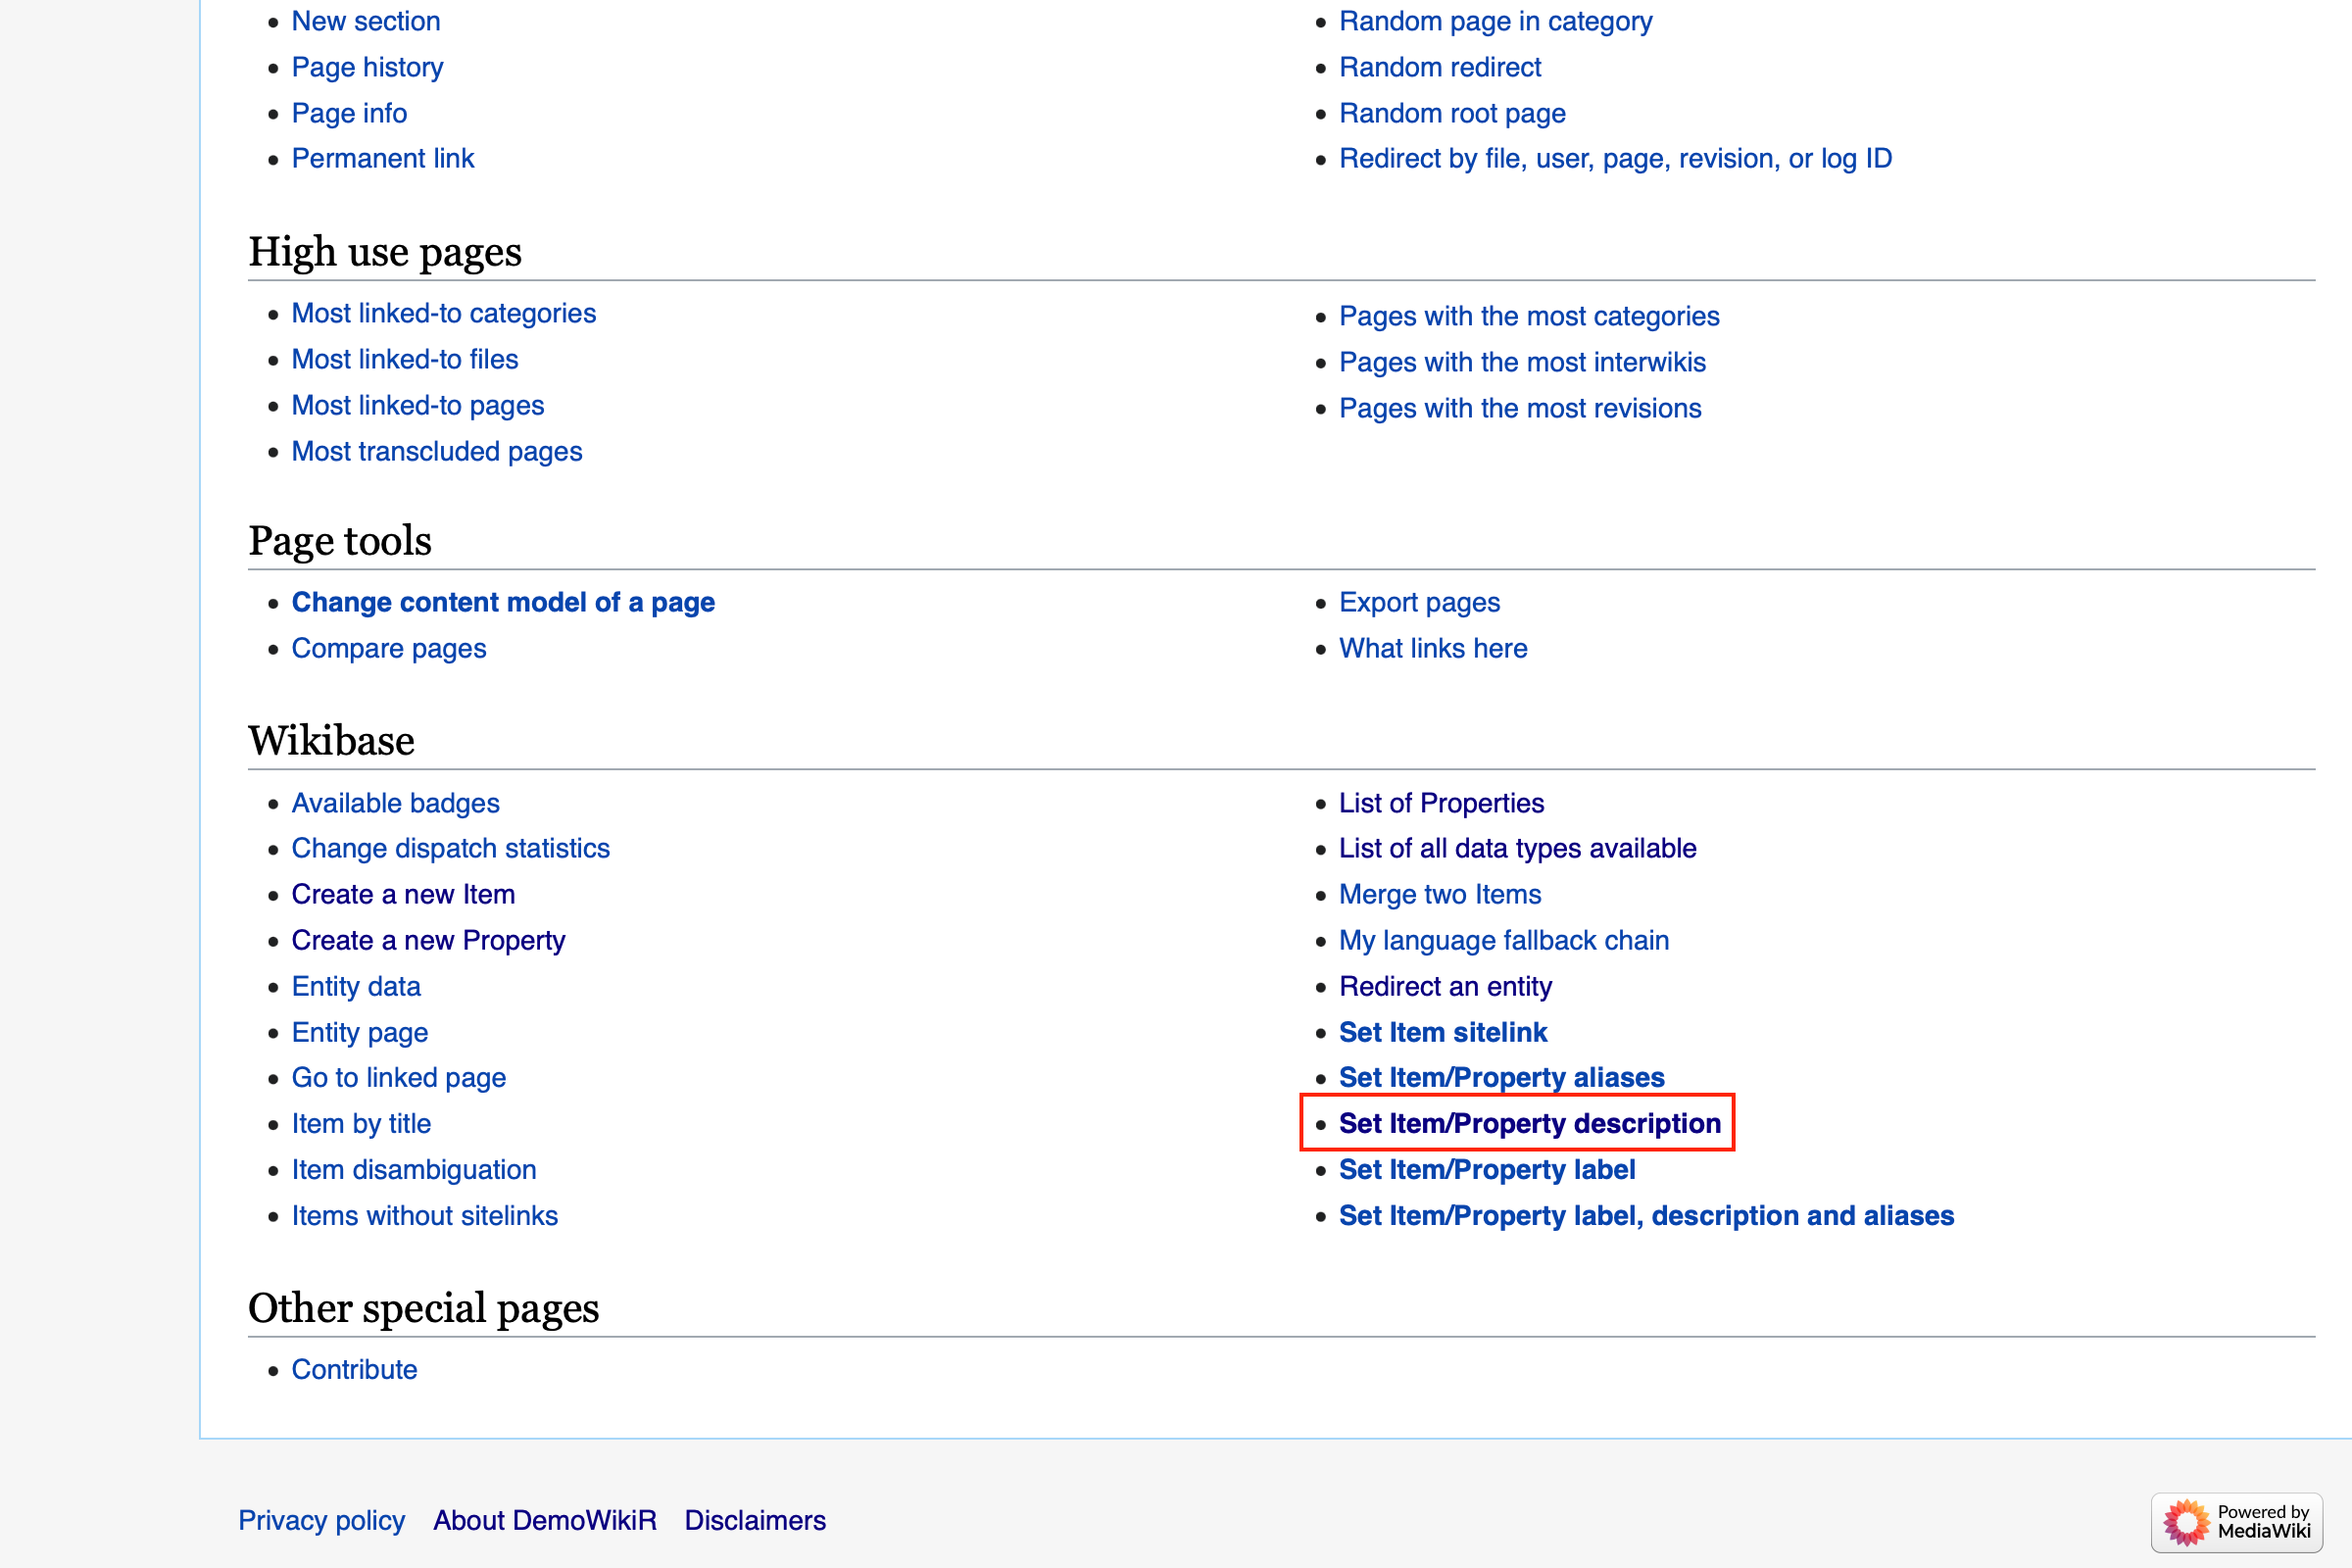 New section
Page history
Page info
Permanent link
Random page in category
Random redirect
Random root page
Redirect by file, user, page, revision, or log ID
High use pages
Most linked-to categories
Most linked-to files
Most linked-to pages
Most transcluded pages
Pages with the most categories
Pages with the most interwikis
Pages with the most revisions
Page tools
Change content model of a page
Compare pages
Export pages
What links here
Wikibase
Available badges
Change dispatch statistics
Create a new Item
Create a new Property
Entity data
Entity page
Go to linked page
Item by title
Item disambiguation
Items without sitelinks
List of Properties
List of all data types available
Merge two Items
My language fallback chain
Redirect an entity
Set Item sitelink
Set Item/Property aliases
Set Item/Property description
Set Item/Property label
Set Item/Property label, description and aliases
Other special pages
Contribute
Privacy policy About DemoWikiR Disclaimers
Powered by
MediaWiki